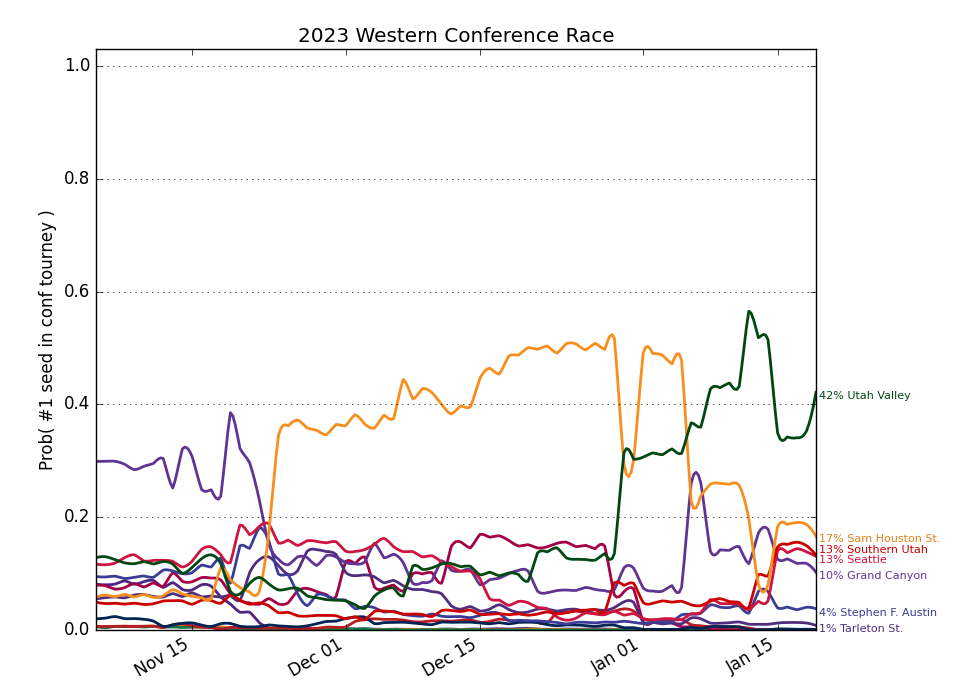 2023 Western Conference Race
Prob( #1 seed in conf tourney )
1.0
0.8
0.6
0.4
0.2
0.0
Nov 15
Dec 01
Dec 15
Jan 01
Jan 15
42% Utah Valley
17% Sam Houston St.
13% Southern Utah
13% Seattle
10% Grand Canyon
4% Stephen F. Austin
1% Tarleton St.